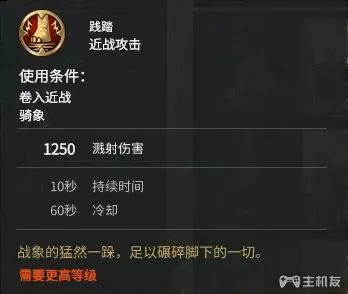 践踏
近战攻击
使用条件：
卷入近战
骑象
1250 溅射伤害
10秒 持续时间
60秒 冷却
战象的猛然一跺，足以碾碎脚下的一切。
需要更高等级
主机友